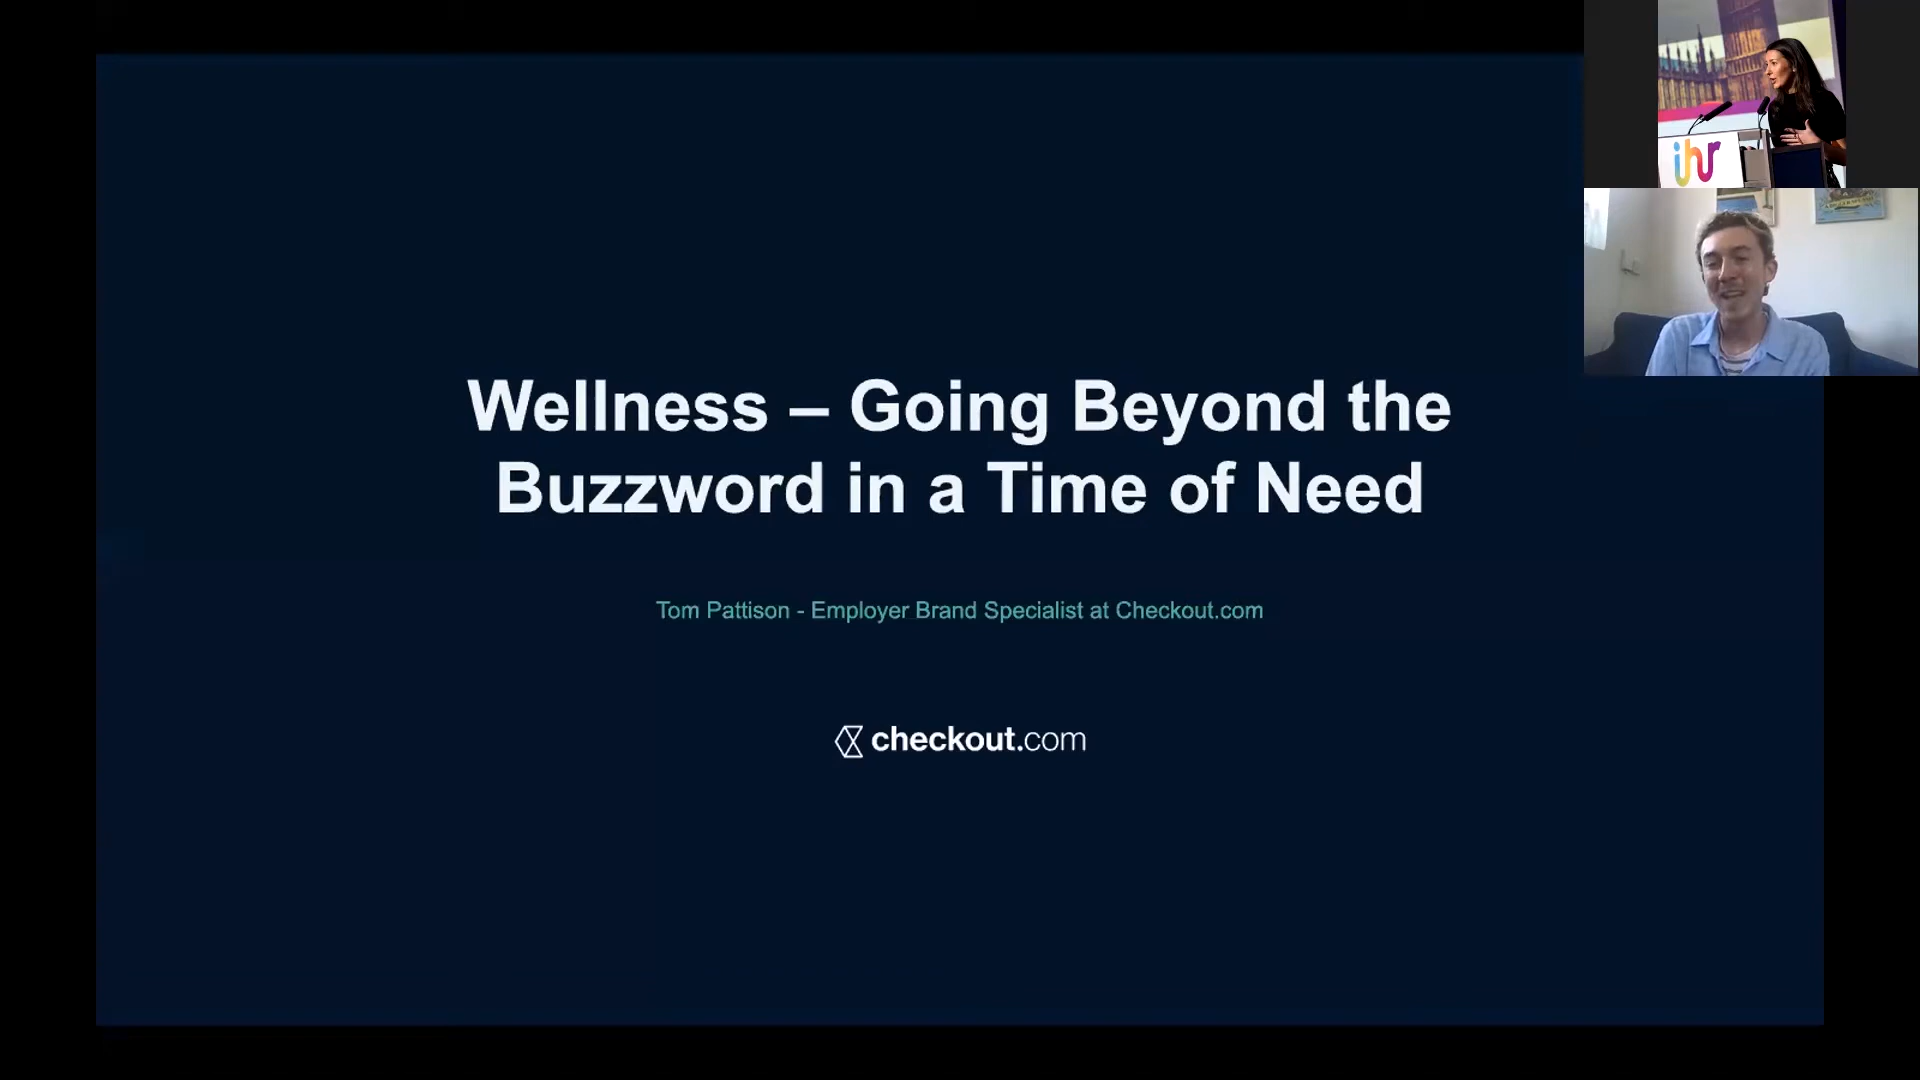 Wellness – Going Beyond the
Buzzword in a Time of Need
Tom Pattison - Employer Brand Specialist at Checkout.com
checkout.com
ihr